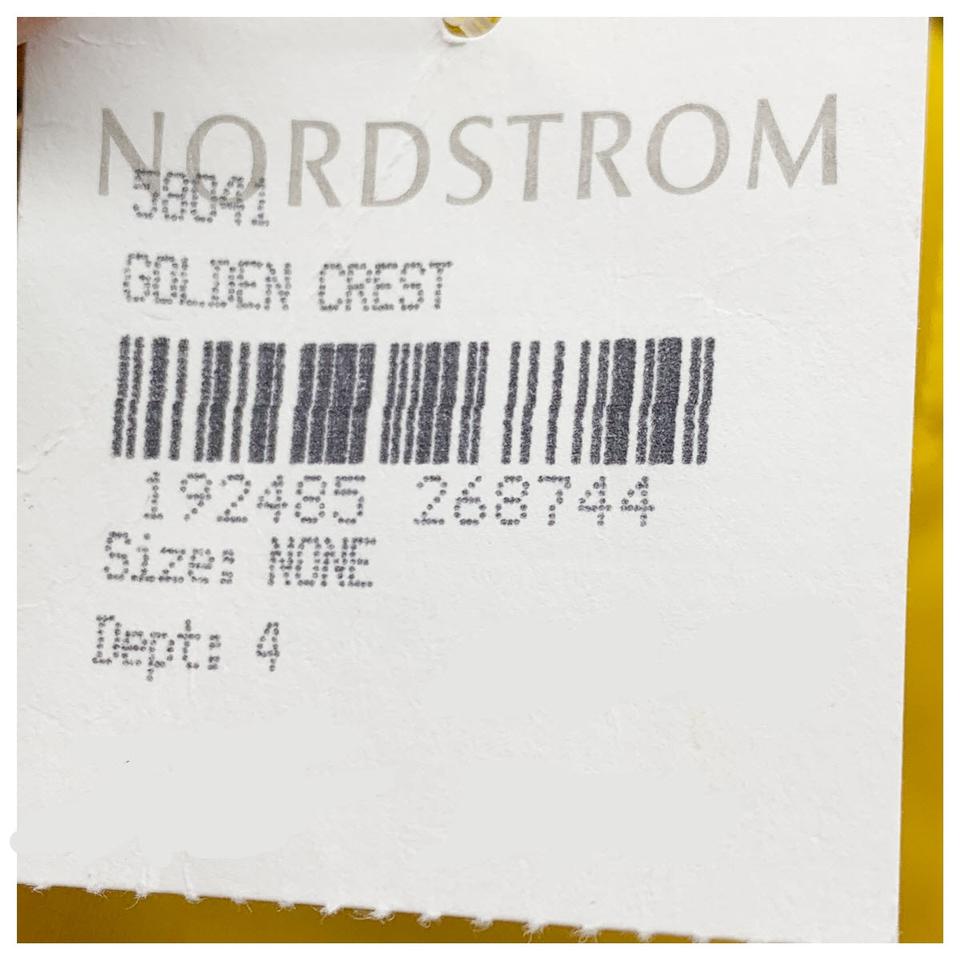 NORDSTROM
58041
GOLDEN CREST
192485 268744
Size: NONE
Dept: 4